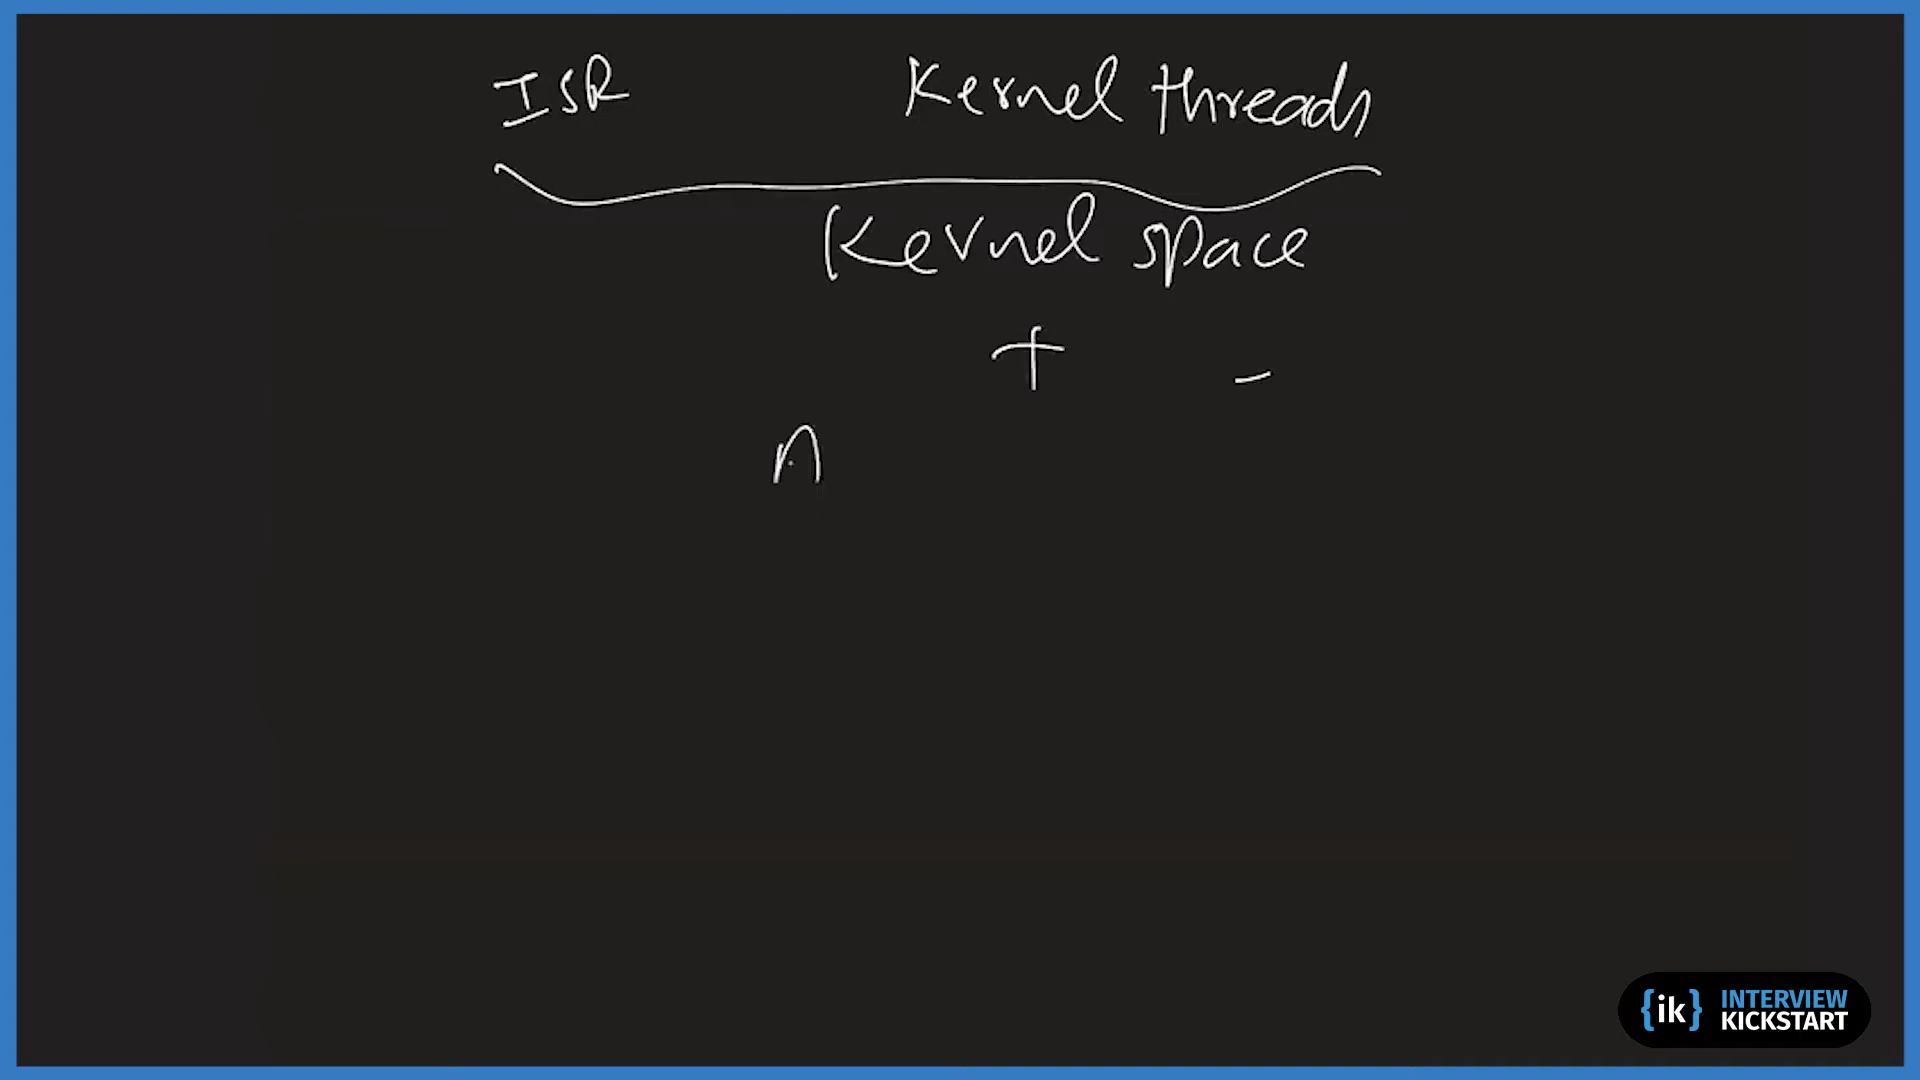 ISR Kernel threads
Kernel space
+ -
n
{ik} INTERVIEW KICKSTART